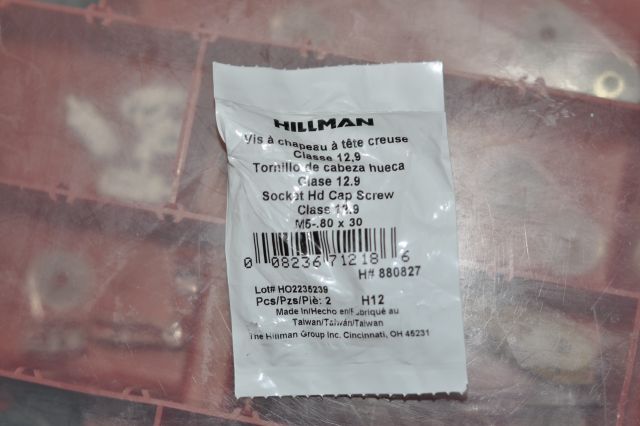 HILLMAN
Vis à chapeau à tête creuse
Classe 12,9
Tornillo de cabeza hueca
Clase 12.9
Socket Hd Cap Screw
Class 12.9
M5-.80 x 30
0 08236 71218 6
H# 880827
Lot# HO2235239
Pcs/Pzs/Piè: 2 H12
Made In/Hecho en/Fabriqué au
Taiwan/Taiwán/Taiwan
The Hillman Group Inc. Cincinnati, OH 45231